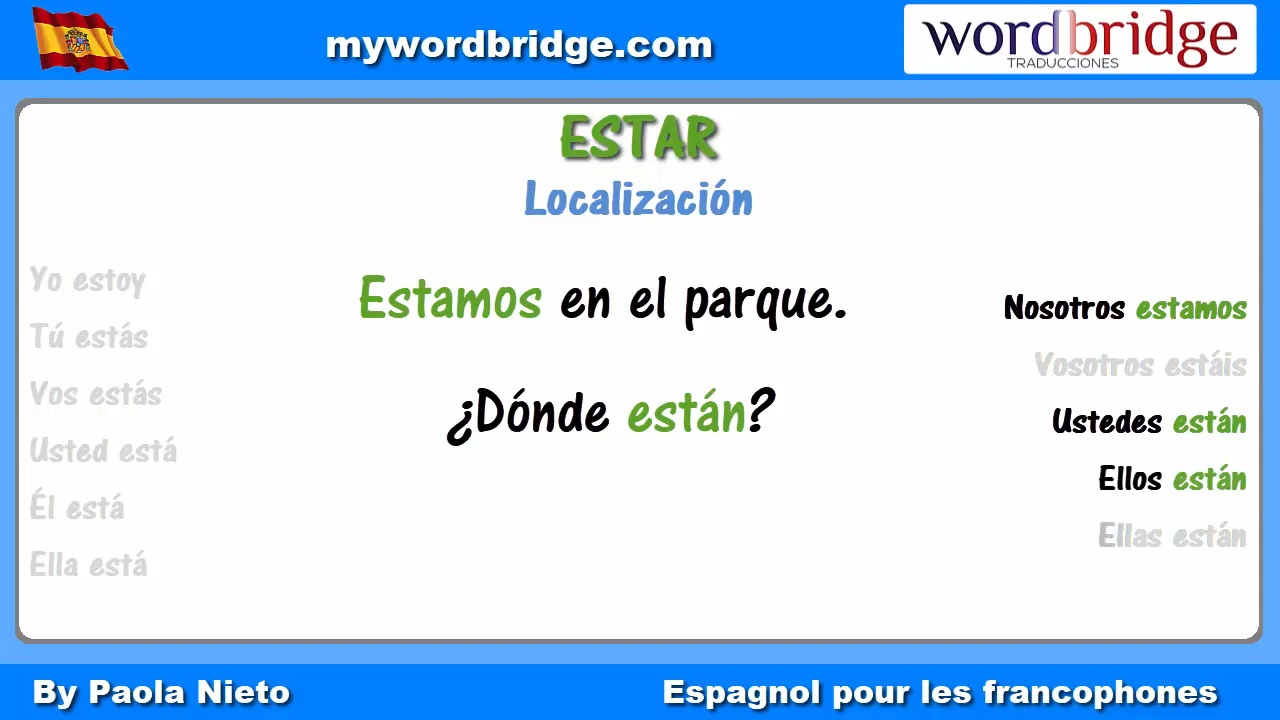 mywordbridge.com
wordbridge
TRADUCCIONES
ESTAR
Localización
Yo estoy
Tú estás
Vos estás
Usted está
Él está
Ella está
Estamos en el parque.
¿Dónde están?
Nosotros estamos
Vosotros estáis
Ustedes están
Ellos están
Ellas están
By Paola Nieto
Espagnol pour les francophones